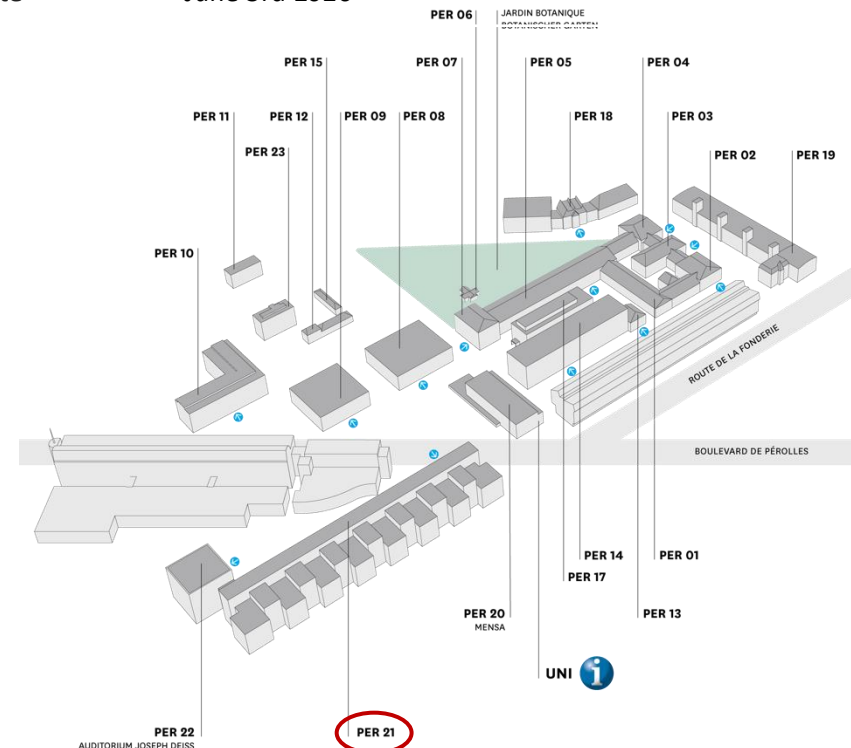 PER 06
JARDIN BOTANIQUE
BOTANISCHER GARTEN
PER 15
PER 07
PER 05
PER 04
PER 11
PER 12
PER 09
PER 08
PER 18
PER 03
PER 23
PER 02
PER 19
PER 10
ROUTE DE LA FONDERIE
BOULEVARD DE PÉROLLES
PER 14
PER 01
PER 17
PER 20
MENSA
PER 13
UNI i
PER 22
AUDITORIUM JOSEPH DEISS
PER 21